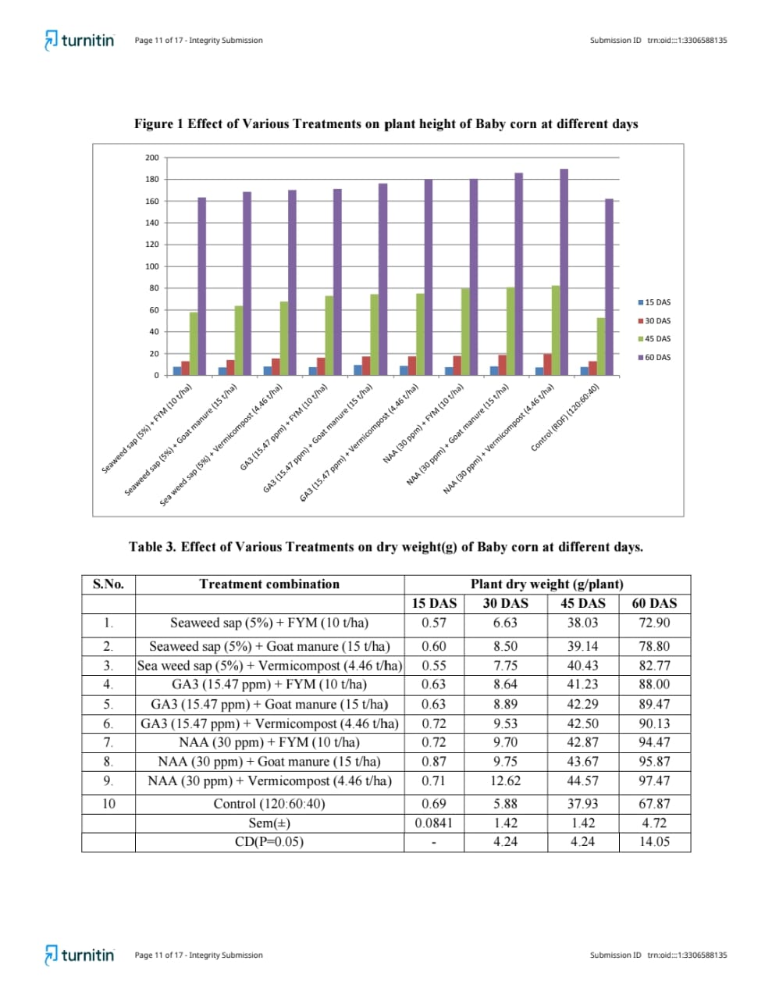 turnitin Page 11 of 17 - Integrity Submission Submission ID trn:oid:::1:3306588135
Figure 1 Effect of Various Treatments on plant height of Baby corn at different days
200
180
160
140
120
100
80
60
40
20
0
15 DAS
30 DAS
45 DAS
60 DAS
Seaweed sap (5%) + FYM (10 t/ha)
Seaweed sap (5%) + Goat manure (15 t/ha)
Sea weed sap (5%) + Vermicompost (4.46 t/ha)
GA3 (15.47 ppm) + FYM (10 t/ha)
GA3 (15.47 ppm) + Goat manure (15 t/ha)
GA3 (15.47 ppm) + Vermicompost (4.46 t/ha)
NAA (30 ppm) + FYM (10 t/ha)
NAA (30 ppm) + Goat manure (15 t/ha)
NAA (30 ppm) + Vermicompost (4.46 t/ha)
Control (RDF) (120:60:40)
Table 3. Effect of Various Treatments on dry weight(g) of Baby corn at different days.
S.No. Treatment combination Plant dry weight (g/plant)
15 DAS 30 DAS 45 DAS 60 DAS
1. Seaweed sap (5%) + FYM (10 t/ha) 0.57 6.63 38.03 72.90
2. Seaweed sap (5%) + Goat manure (15 t/ha) 0.60 8.50 39.14 78.80
3. Sea weed sap (5%) + Vermicompost (4.46 t/ha) 0.55 7.75 40.43 82.77
4. GA3 (15.47 ppm) + FYM (10 t/ha) 0.63 8.64 41.23 88.00
5. GA3 (15.47 ppm) + Goat manure (15 t/ha) 0.63 8.89 42.29 89.47
6. GA3 (15.47 ppm) + Vermicompost (4.46 t/ha) 0.72 9.53 42.50 90.13
7. NAA (30 ppm) + FYM (10 t/ha) 0.72 9.70 42.87 94.47
8. NAA (30 ppm) + Goat manure (15 t/ha) 0.87 9.75 43.67 95.87
9. NAA (30 ppm) + Vermicompost (4.46 t/ha) 0.71 12.62 44.57 97.47
10 Control (120:60:40) 0.69 5.88 37.93 67.87
Sem(±) 0.0841 1.42 1.42 4.72
CD(P=0.05) - 4.24 4.24 14.05
turnitin Page 11 of 17 - Integrity Submission Submission ID trn:oid:::1:3306588135